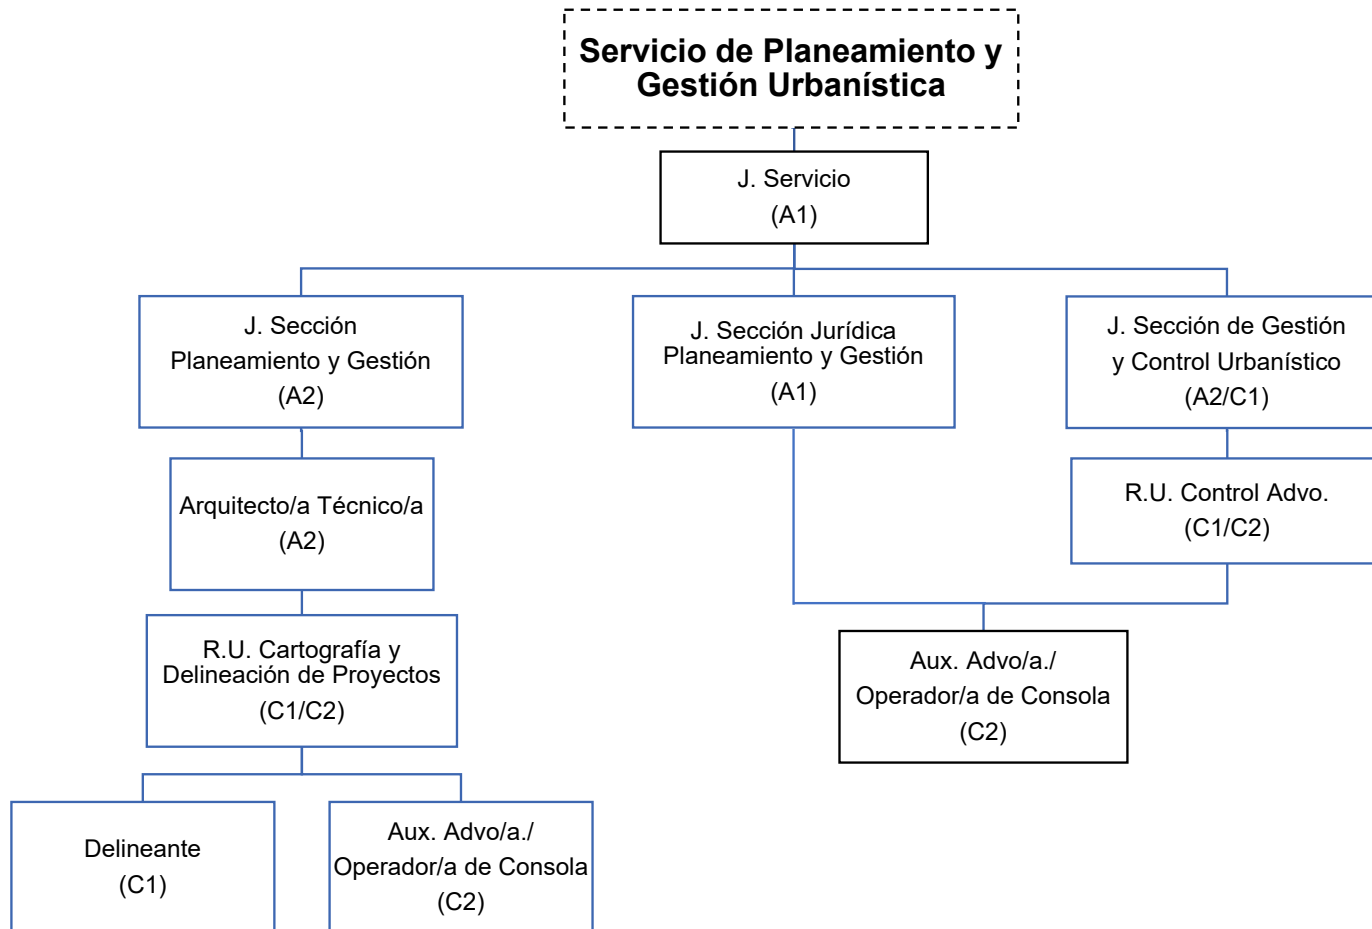 Servicio de Planeamiento y
Gestión Urbanística
J. Servicio
(A1)
J. Sección
Planeamiento y Gestión
(A2)
J. Sección Jurídica
Planeamiento y Gestión
(A1)
J. Sección de Gestión
y Control Urbanístico
(A2/C1)
Arquitecto/a Técnico/a
(A2)
R.U. Control Advo.
(C1/C2)
R.U. Cartografía y
Delineación de Proyectos
(C1/C2)
Aux. Advo/a./
Operador/a de Consola
(C2)
Delineante
(C1)
Aux. Advo/a./
Operador/a de Consola
(C2)